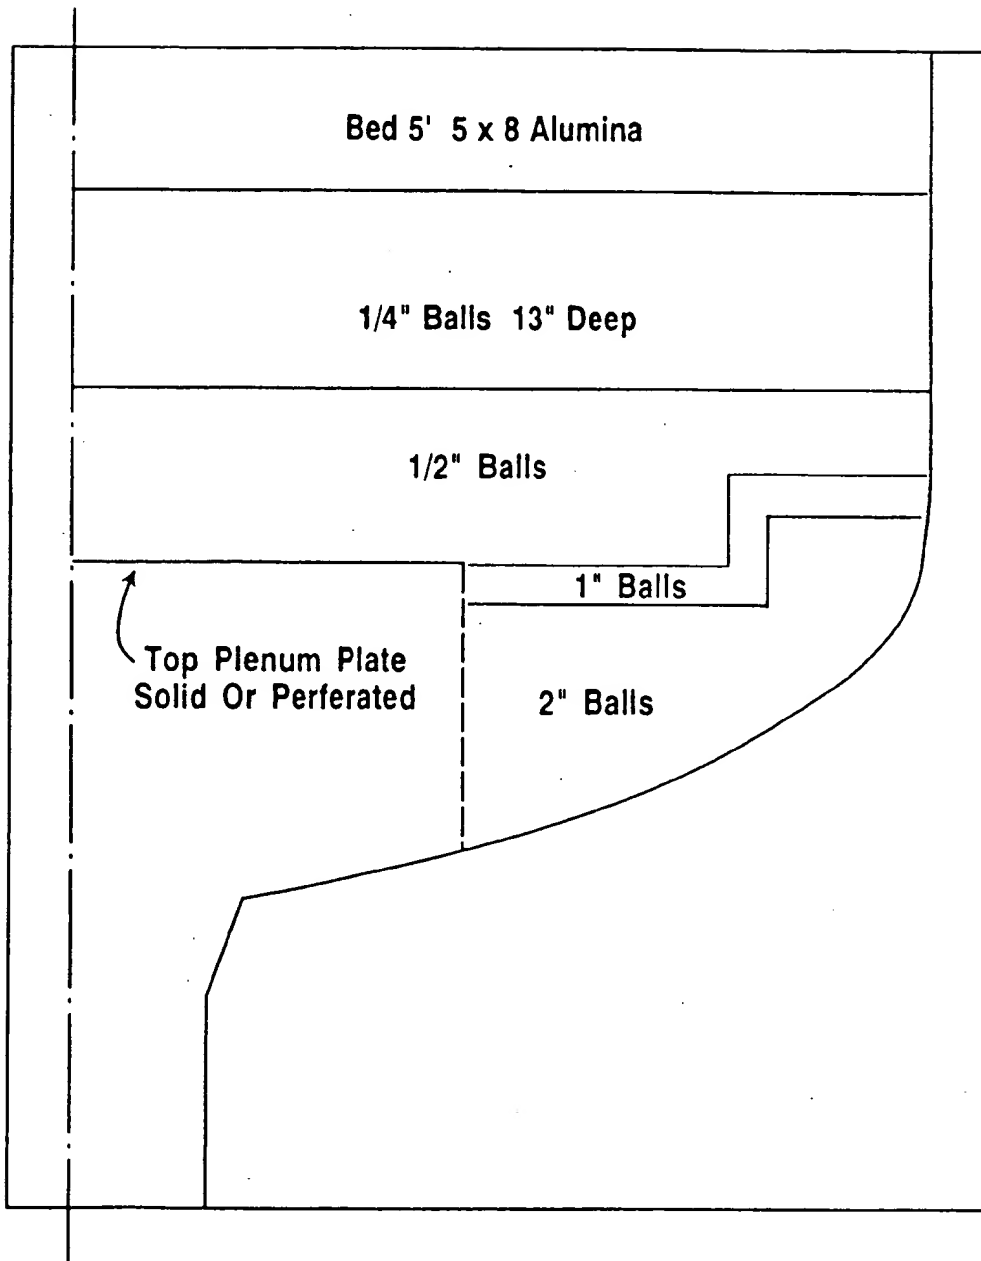 Bed 5' 5 x 8 Alumina
1/4" Balls 13" Deep
1/2" Balls
1" Balls
Top Plenum Plate
Solid Or Perferated
2" Balls